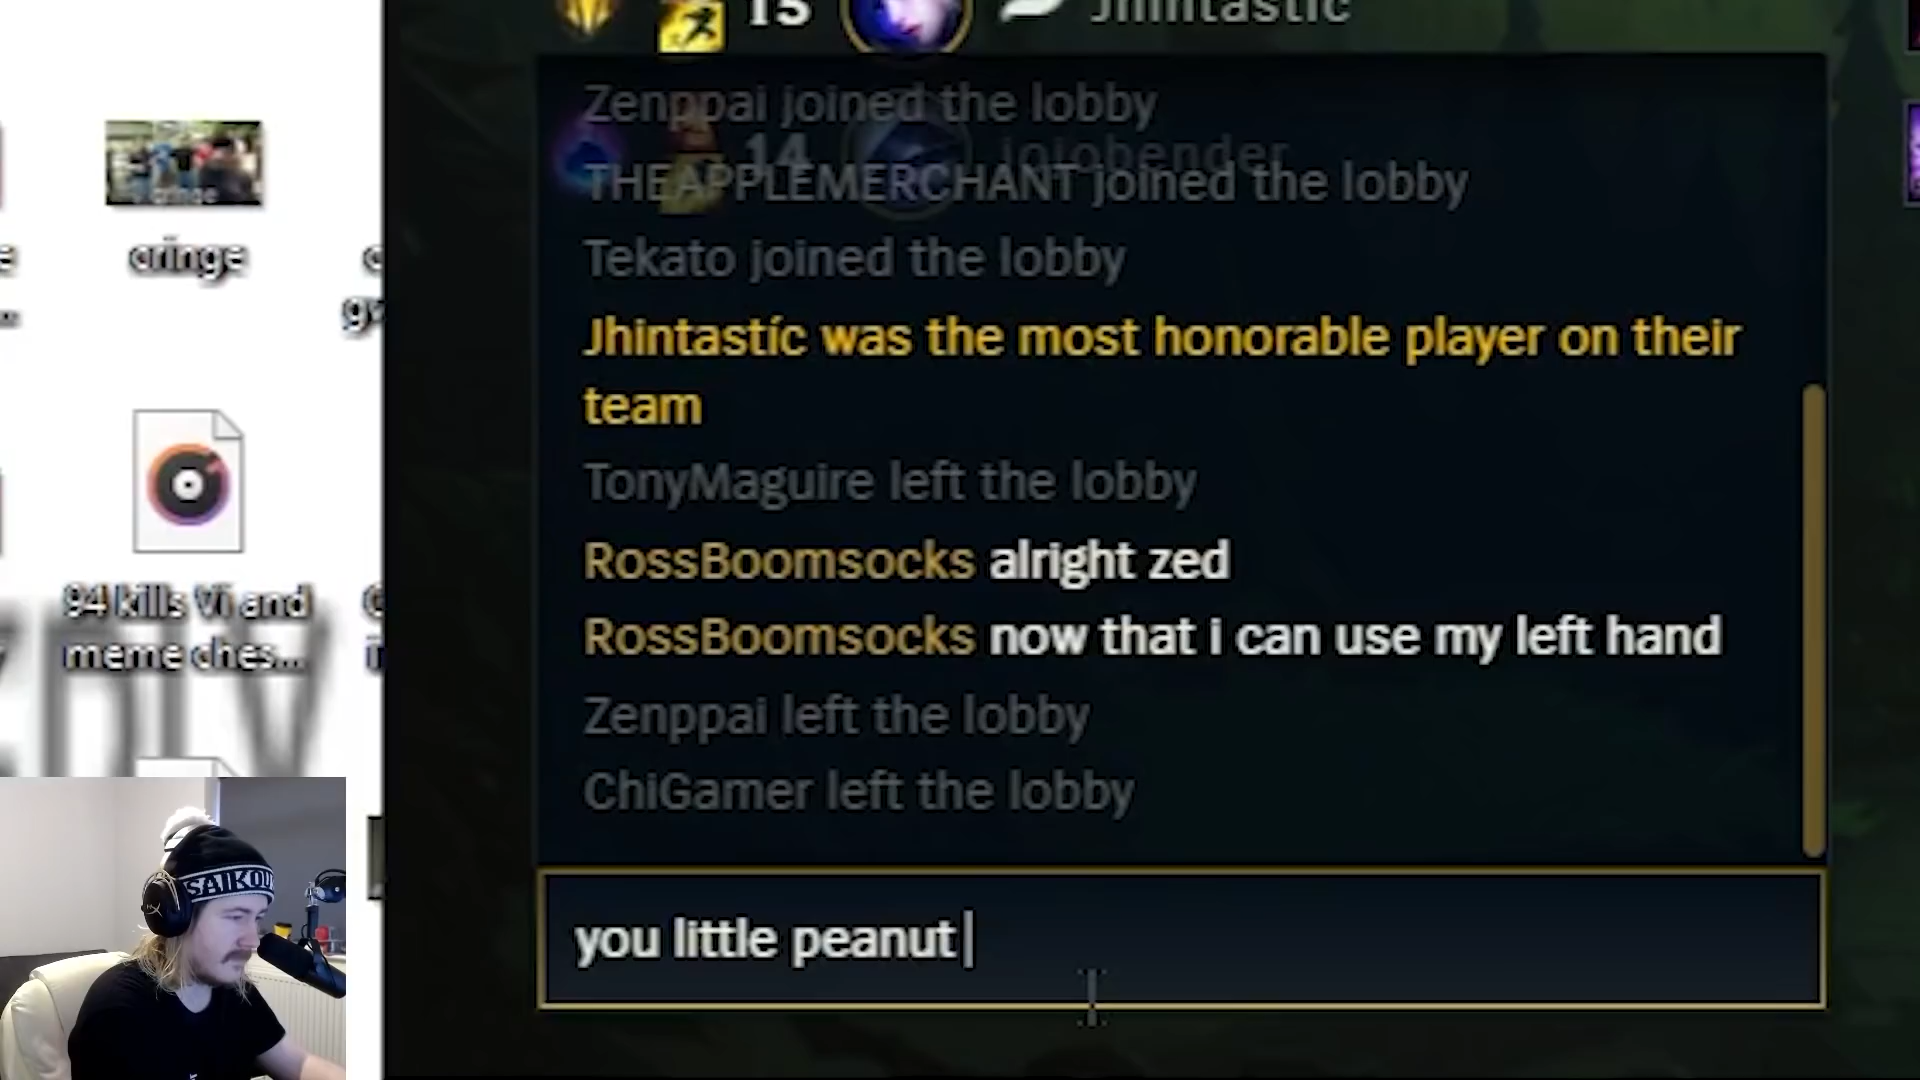 15 Jhintastic
Zenppai joined the lobby
14 jojobender
THEAPPLEMERCHANT joined the lobby
Tekato joined the lobby
Jhintastíc was the most honorable player on their
team
TonyMaguire left the lobby
RossBoomsocks alright zed
RossBoomsocks now that i can use my left hand
Zenppai left the lobby
ChiGamer left the lobby
you little peanut
cringe
94 kills Vi and
meme ches...
SAIKOU